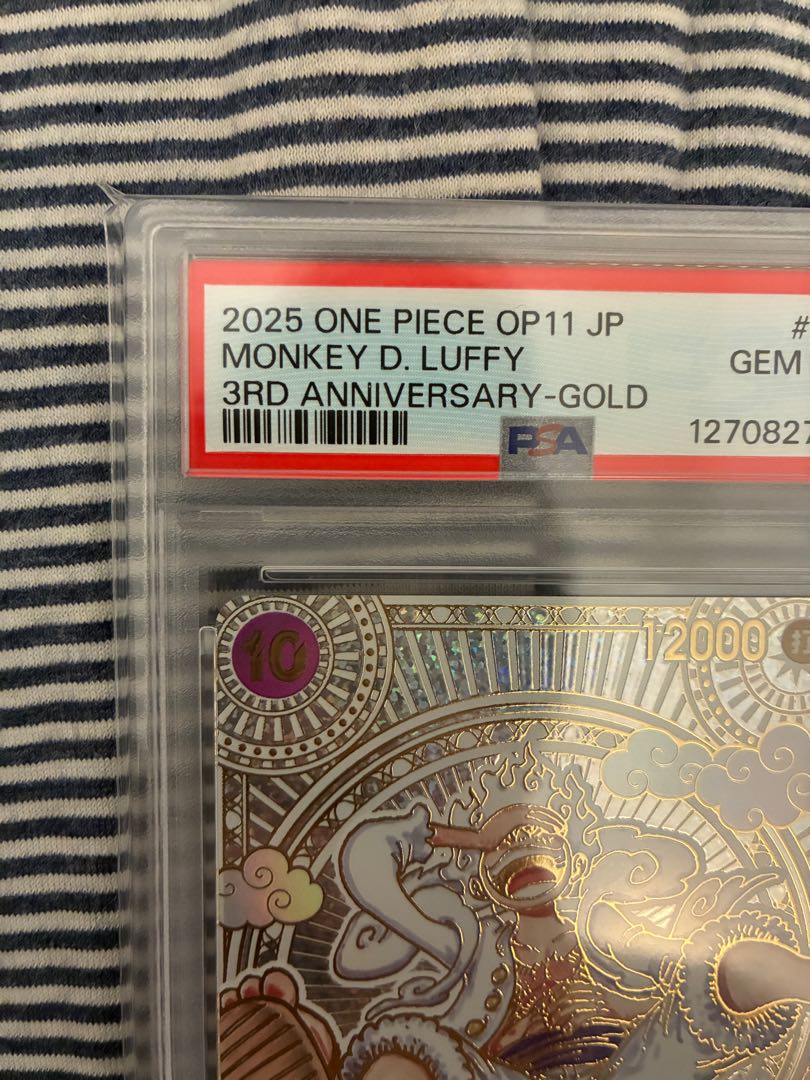 2025 ONE PIECE OP11 JP #
MONKEY D. LUFFY GEM
3RD ANNIVERSARY-GOLD
1270827
PSA
10
12000